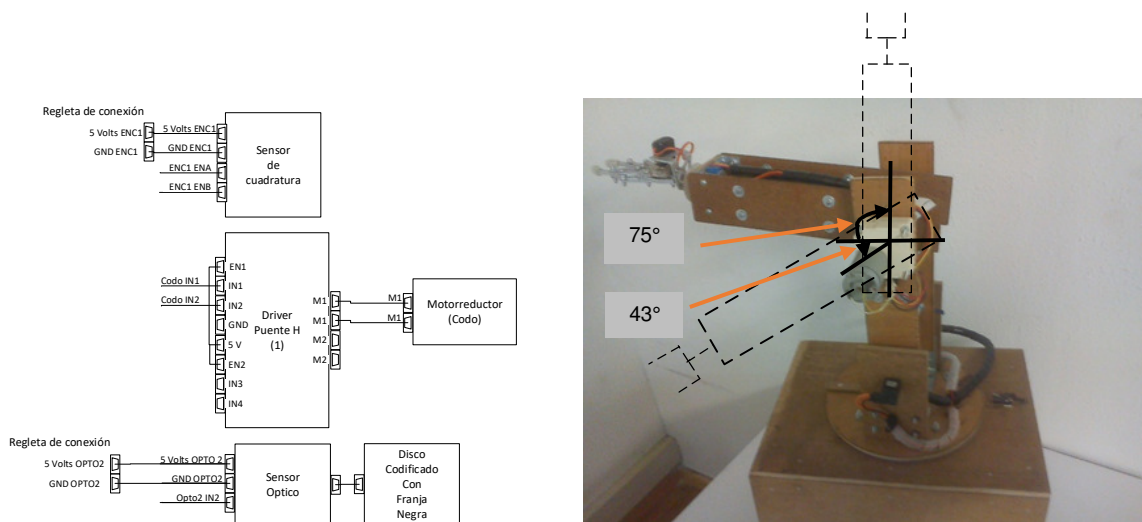 Regleta de conexión
5 Volts ENC1
GND ENC1
5 Volts ENC1
GND ENC1
ENC1 ENA
ENC1 ENB
Sensor
de
cuadratura
Codo IN1
Codo IN2
EN1
IN1
IN2
GND
5 V
EN2
IN3
IN4
Driver
Puente H
(1)
M1
M1
M2
M2
M1
M1
Motorreductor
(Codo)
Regleta de conexión
5 Volts OPTO2
GND OPTO2
5 Volts OPTO 2
GND OPTO2
Opto2 IN2
Sensor
Optico
Disco
Codificado
Con
Franja
Negra
75°
43°